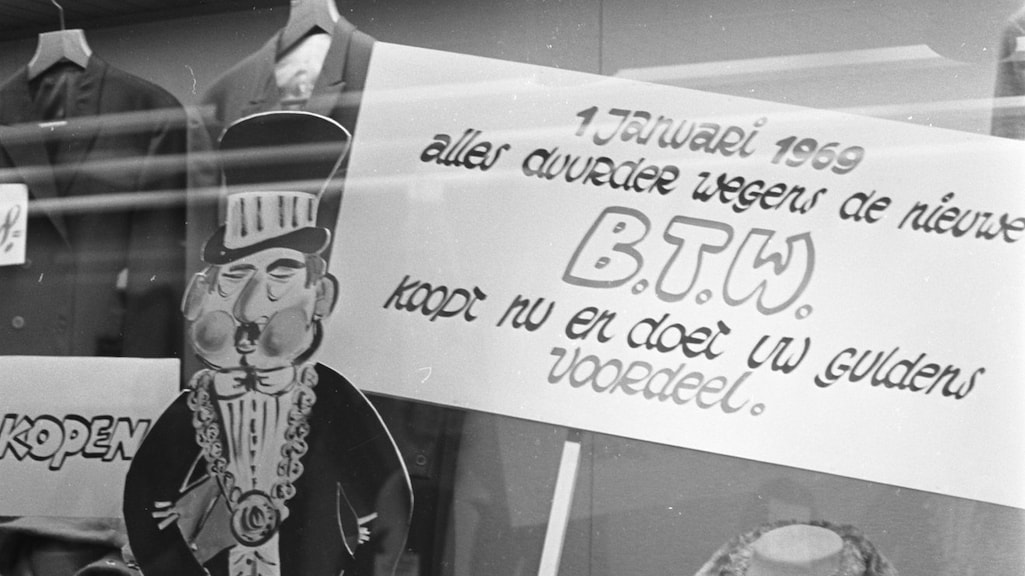 1 Januari 1969
alles duurder wegens de nieuwe
B.T.W.
koopt nu en doet uw guldens
voordeel.
KOPEN